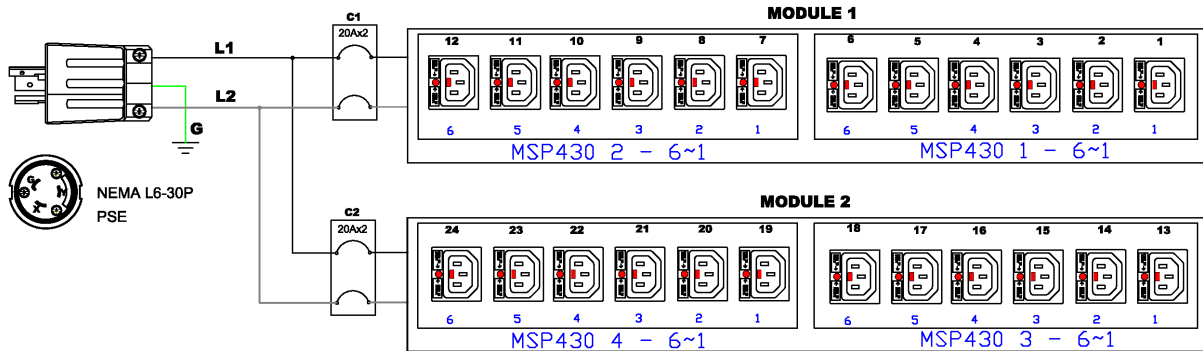 MODULE 1
C1
20Ax2
L1
L2
G
12 11 10 9 8 7 6 5 4 3 2 1
6 5 4 3 2 1 6 5 4 3 2 1
MSP430 2 - 6~1 MSP430 1 - 6~1
NEMA L6-30P
PSE
G
X
MODULE 2
C2
20Ax2
24 23 22 21 20 19 18 17 16 15 14 13
6 5 4 3 2 1 6 5 4 3 2 1
MSP430 4 - 6~1 MSP430 3 - 6~1